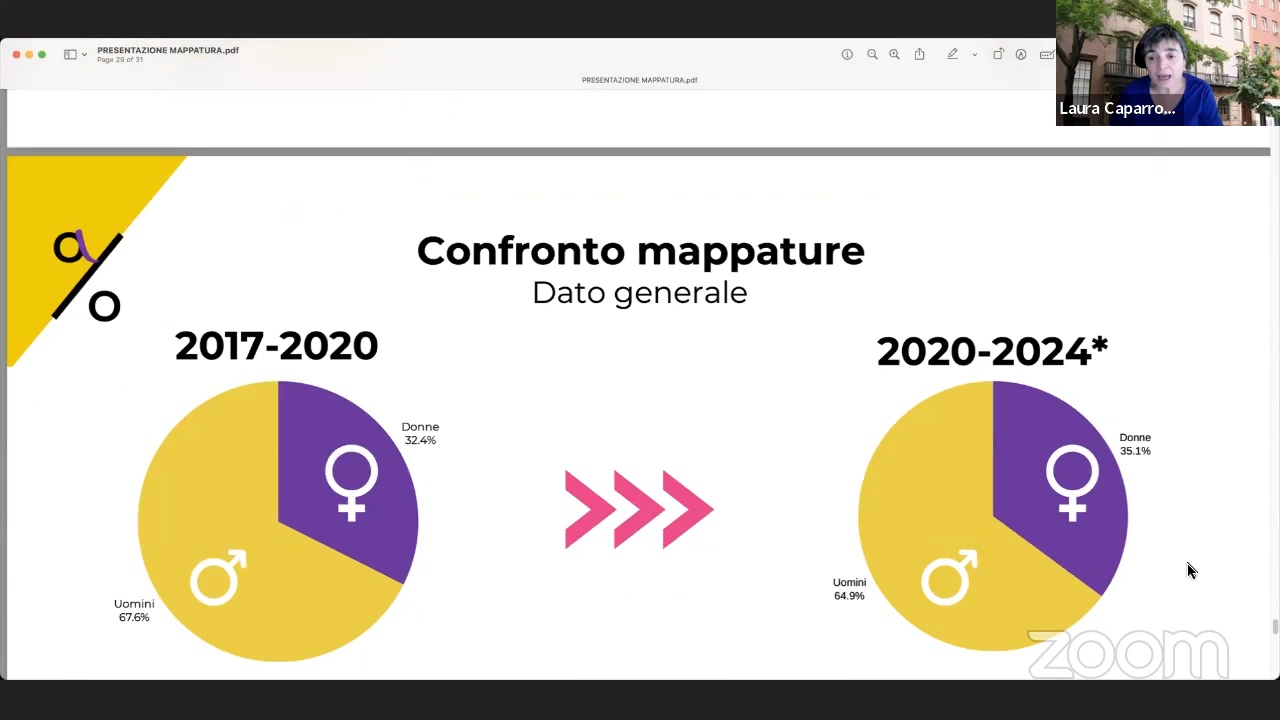 PRESENTAZIONE MAPPATURA.pdf
Page 29 of 31
PRESENTAZIONE MAPPATURA.pdf
Laura Caparro...
Confronto mappature
Dato generale
2017-2020
Donne
32.4%
Uomini
67.6%
2020-2024*
Donne
35.1%
Uomini
64.9%
zoom